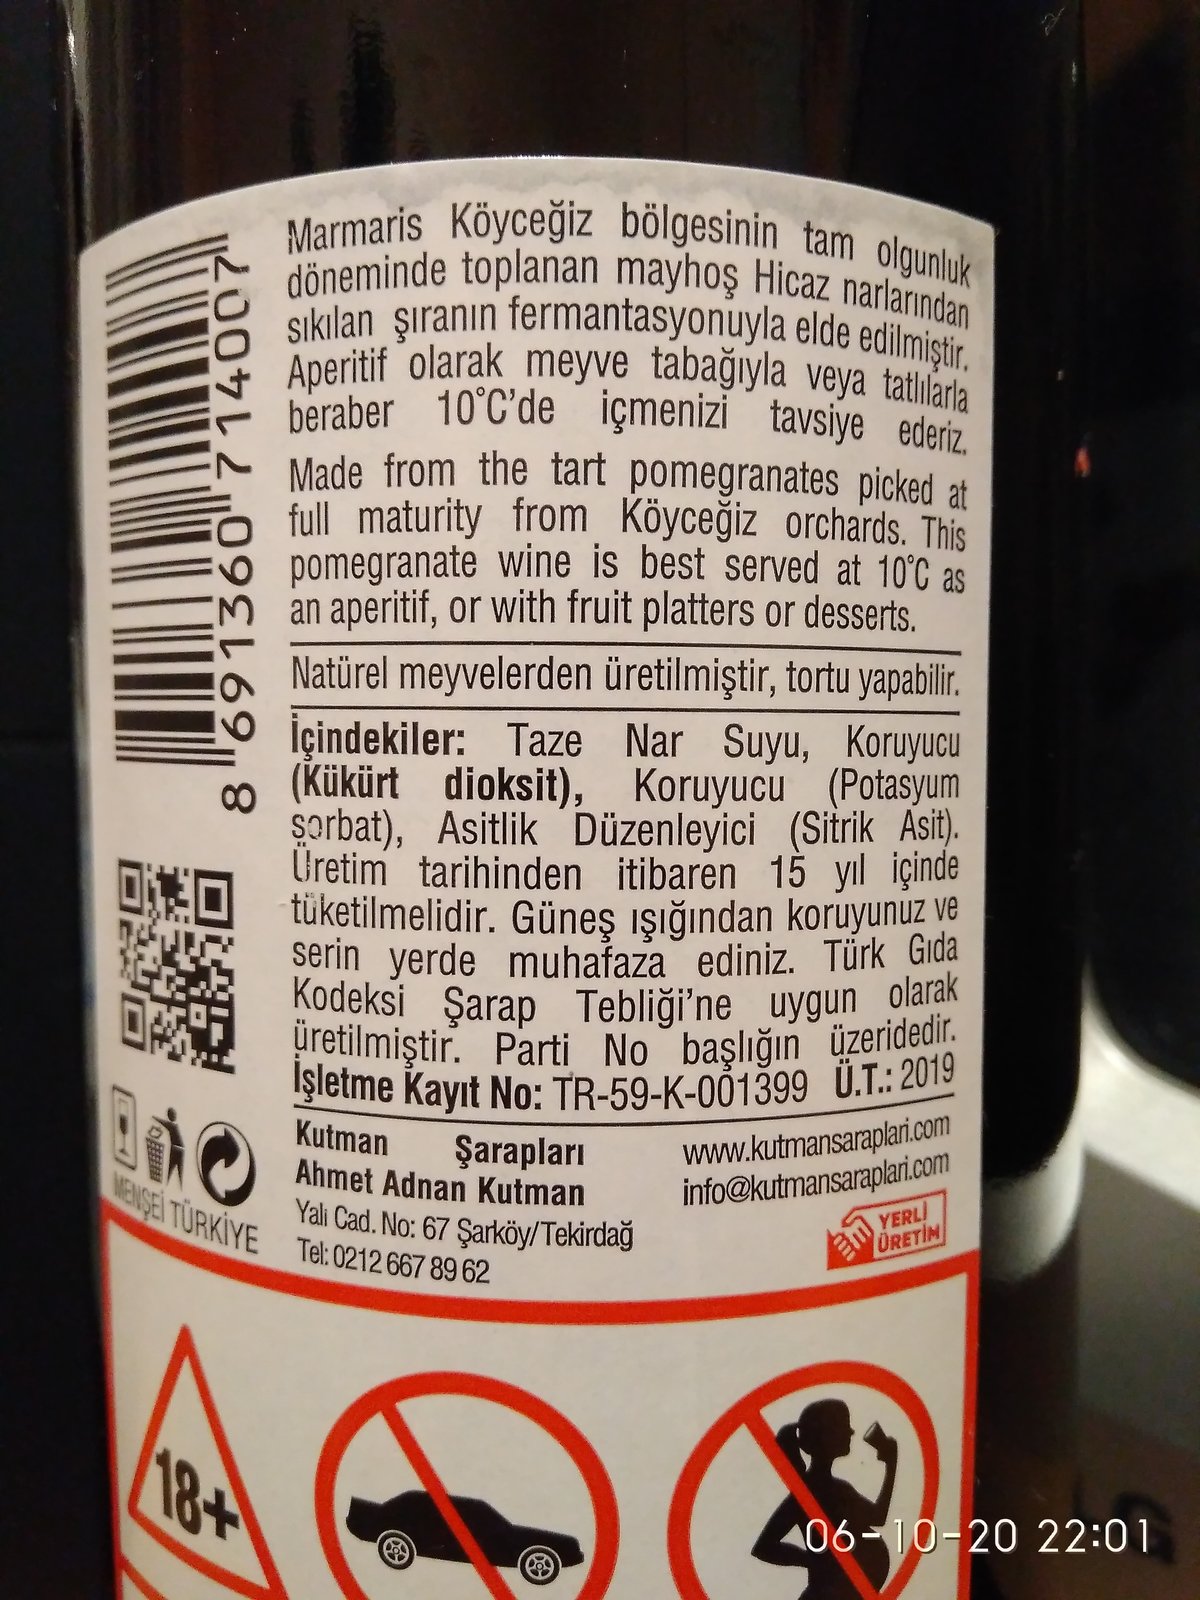 Marmaris Köyceğiz bölgesinin tam olgunluk
döneminde toplanan mayhoş Hicaz narlarından
sıkılan şıranın fermantasyonuyla elde edilmiştir.
Aperitif olarak meyve tabağıyla veya tatlılarla
beraber 10°C'de içmenizi tavsiye ederiz.
Made from the tart pomegranates picked at
full maturity from Köyceğiz orchards. This
pomegranate wine is best served at 10°C as
an aperitif, or with fruit platters or desserts.
Natürel meyvelerden üretilmiştir, tortu yapabilir.
İçindekiler: Taze Nar Suyu, Koruyucu
(Kükürt dioksit), Koruyucu (Potasyum
sorbat), Asitlik Düzenleyici (Sitrik Asit).
Üretim tarihinden itibaren 15 yıl içinde
tüketilmelidir. Güneş ışığından koruyunuz ve
serin yerde muhafaza ediniz. Türk Gıda
Kodeksi Şarap Tebliği'ne uygun olarak
üretilmiştir. Parti No başlığın üzeridedir.
İşletme Kayıt No: TR-59-K-001399 Ü.T.: 2019
Kutman Şarapları
Ahmet Adnan Kutman
Yalı Cad. No: 67 Şarköy/Tekirdağ
Tel: 0212 667 89 62
www.kutmansaraplari.com
info@kutmansaraplari.com
YERLİ
ÜRETİM
8 691360 714007
MENŞEİ TÜRKİYE
18+
06-10-20 22:01